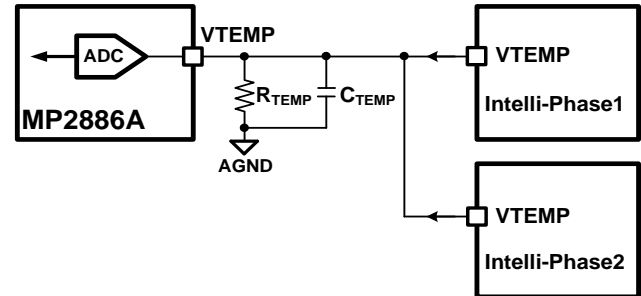 ADC
VTEMP
MP2886A
RTEMP
CTEMP
AGND
VTEMP
Intelli-Phase1
VTEMP
Intelli-Phase2